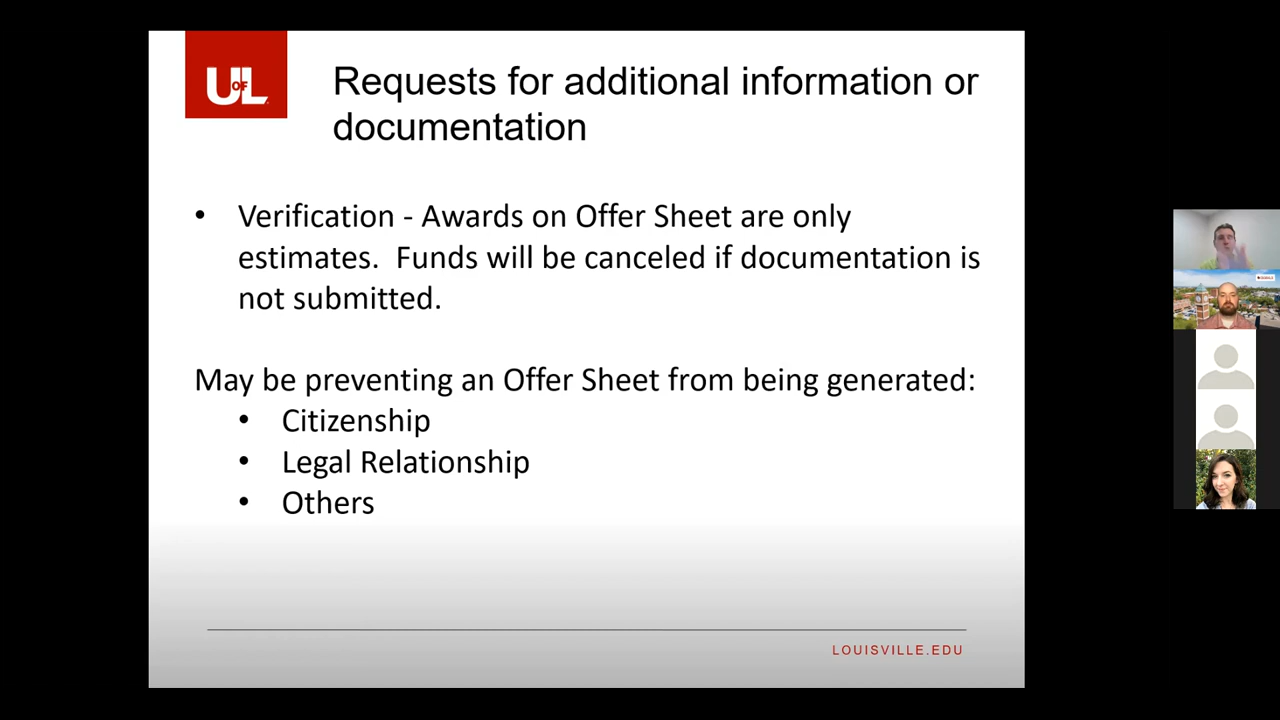 UofL
Requests for additional information or
documentation
• Verification - Awards on Offer Sheet are only
estimates.  Funds will be canceled if documentation is
not submitted.
May be preventing an Offer Sheet from being generated:
• Citizenship
• Legal Relationship
• Others
LOUISVILLE.EDU